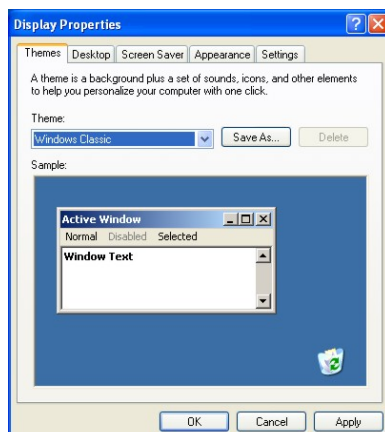 Display Properties
Themes Desktop Screen Saver Appearance Settings
A theme is a background plus a set of sounds, icons, and other elements
to help you personalize your computer with one click.
Theme:
Windows Classic Save As... Delete
Sample:
Active Window
Normal Disabled Selected
Window Text
OK Cancel Apply